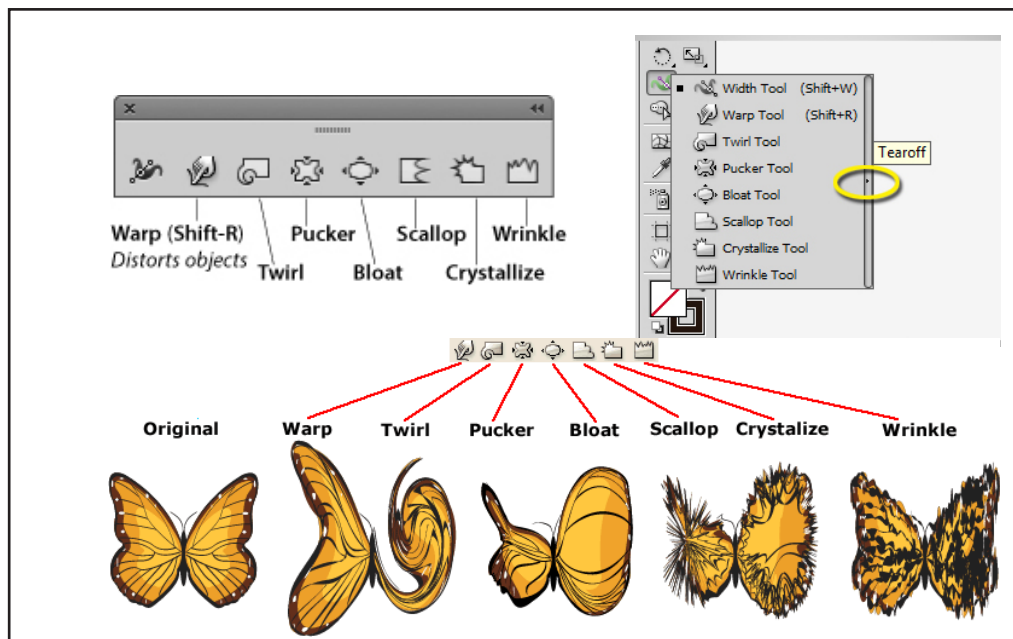 Warp (Shift-R)
Distorts objects
Twirl
Pucker
Bloat
Scallop
Crystallize
Wrinkle
Width Tool (Shift+W)
Warp Tool (Shift+R)
Twirl Tool
Pucker Tool
Bloat Tool
Scallop Tool
Crystallize Tool
Wrinkle Tool
Tearoff
Original
Warp
Twirl
Pucker
Bloat
Scallop
Crystalize
Wrinkle